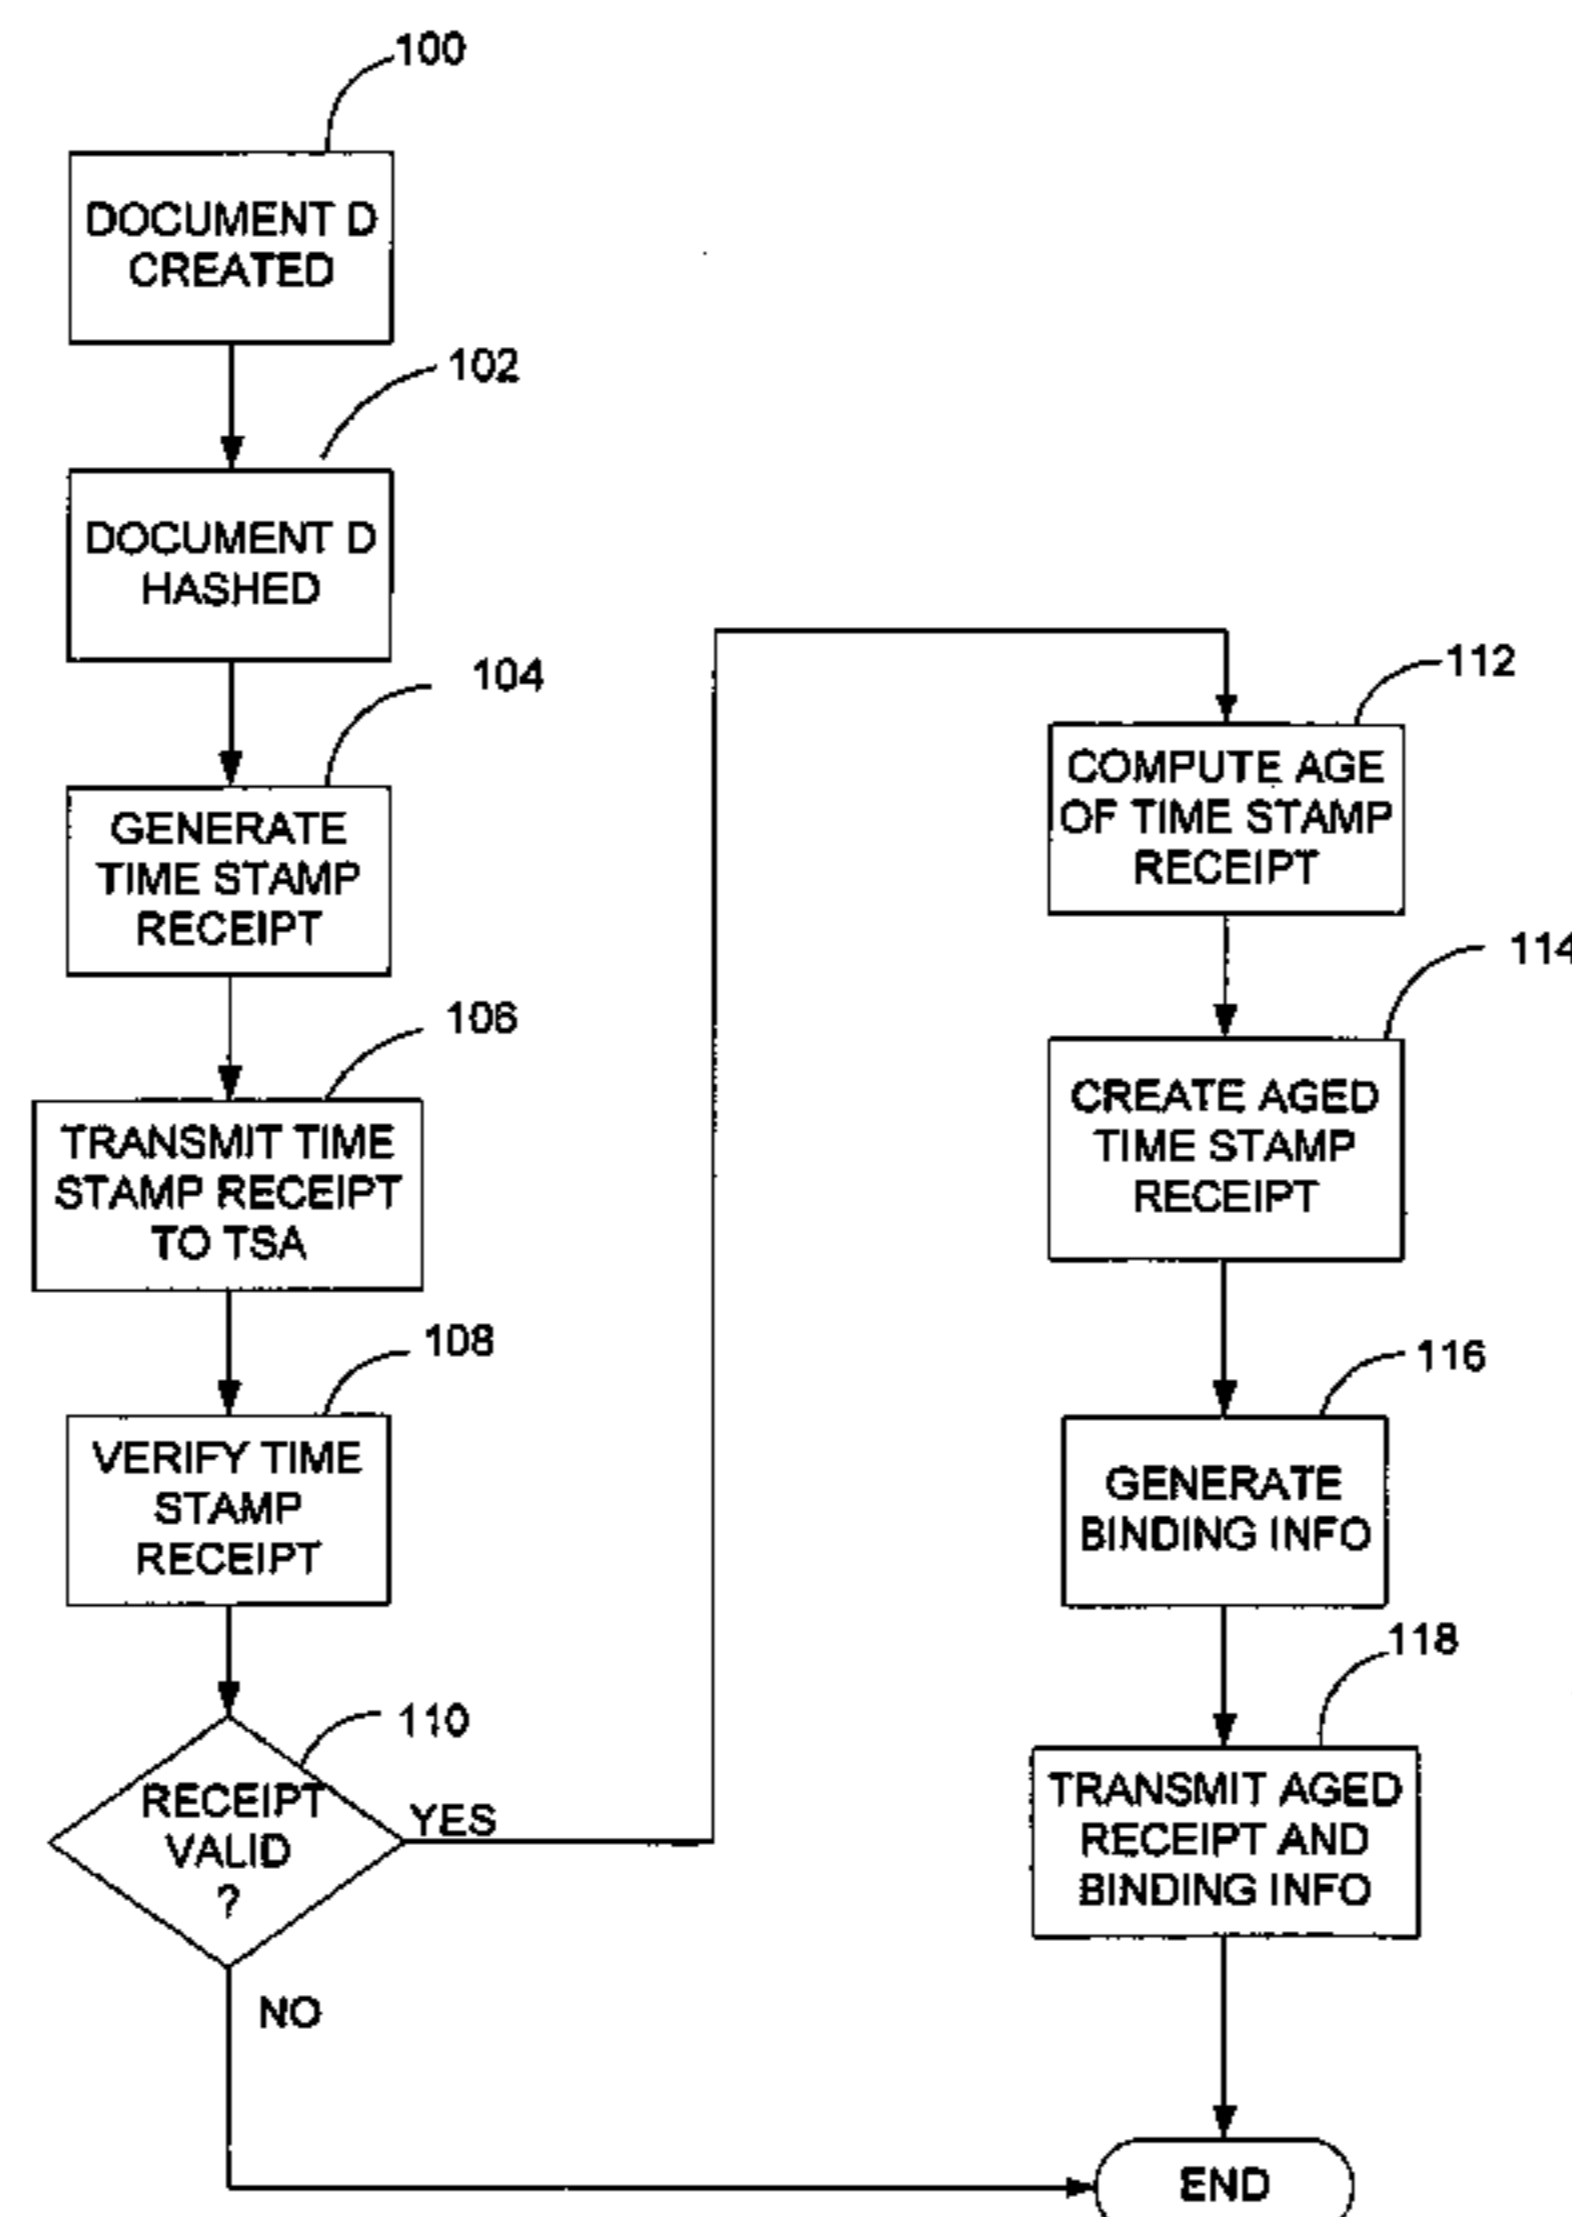 100
DOCUMENT D
CREATED
102
DOCUMENT D
HASHED
104
GENERATE
TIME STAMP
RECEIPT
106
TRANSMIT TIME
STAMP RECEIPT
TO TSA
108
VERIFY TIME
STAMP
RECEIPT
110
RECEIPT
VALID
?
YES
NO
112
COMPUTE AGE
OF TIME STAMP
RECEIPT
114
CREATE AGED
TIME STAMP
RECEIPT
116
GENERATE
BINDING INFO
118
TRANSMIT AGED
RECEIPT AND
BINDING INFO
END